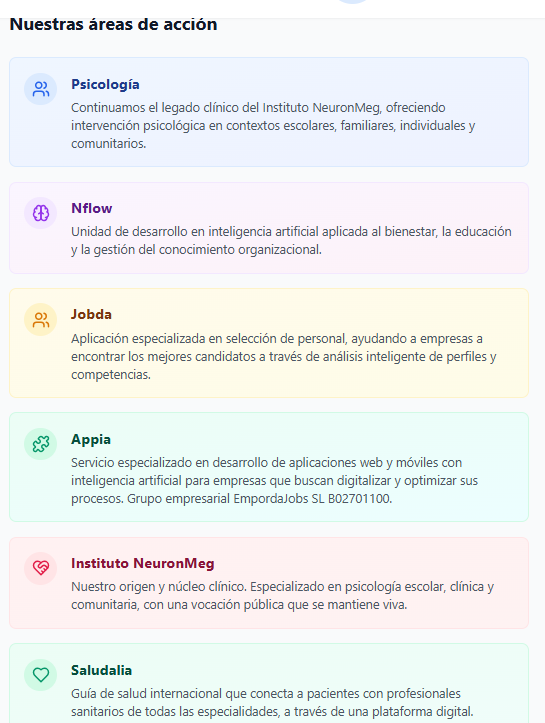 Nuestras áreas de acción
Psicología
Continuamos el legado clínico del Instituto NeuronMeg, ofreciendo
intervención psicológica en contextos escolares, familiares, individuales y
comunitarios.
Nflow
Unidad de desarrollo en inteligencia artificial aplicada al bienestar, la educación
y la gestión del conocimiento organizacional.
Jobda
Aplicación especializada en selección de personal, ayudando a empresas a
encontrar los mejores candidatos a través de análisis inteligente de perfiles y
competencias.
Appia
Servicio especializado en desarrollo de aplicaciones web y móviles con
inteligencia artificial para empresas que buscan digitalizar y optimizar sus
procesos. Grupo empresarial EmpordaJobs SL B02701100.
Instituto NeuronMeg
Nuestro origen y núcleo clínico. Especializado en psicología escolar, clínica y
comunitaria, con una vocación pública que se mantiene viva.
Saludalia
Guía de salud internacional que conecta a pacientes con profesionales
sanitarios de todas las especialidades, a través de una plataforma digital.